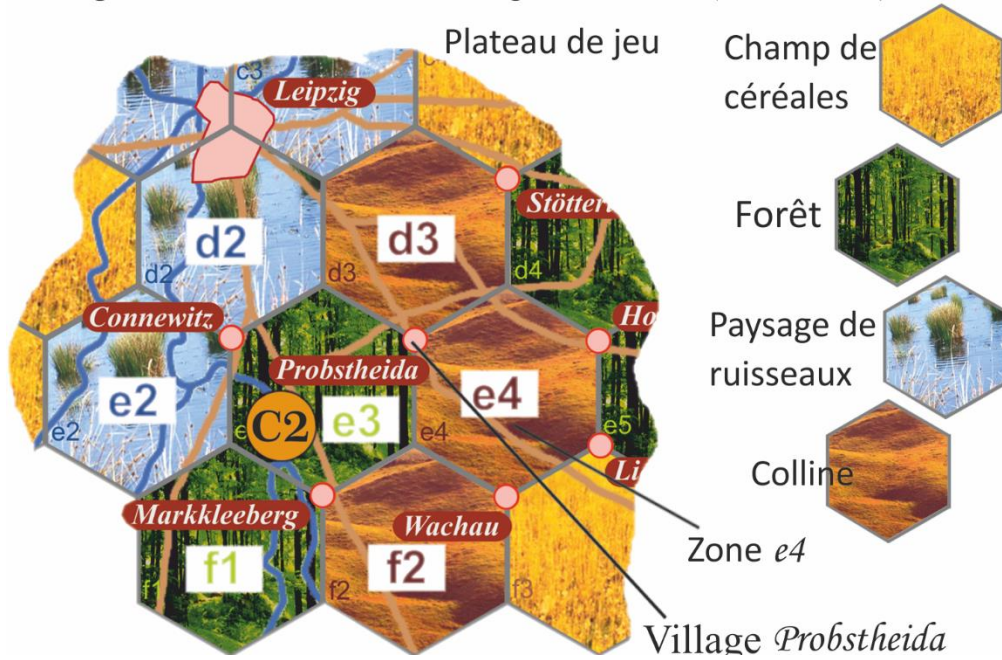 Plateau de jeu
Champ de
céréales
Forêt
Paysage de
ruisseaux
Colline
c3
Leipzig
d2
d2
d3
d3
d4
Connewitz
Probstheida
e2
e2
C2
e3
e4
e4
e5
Markkleeberg
Wachau
f1
f1
f2
f2
f3
Zone e4
Village Probstheida